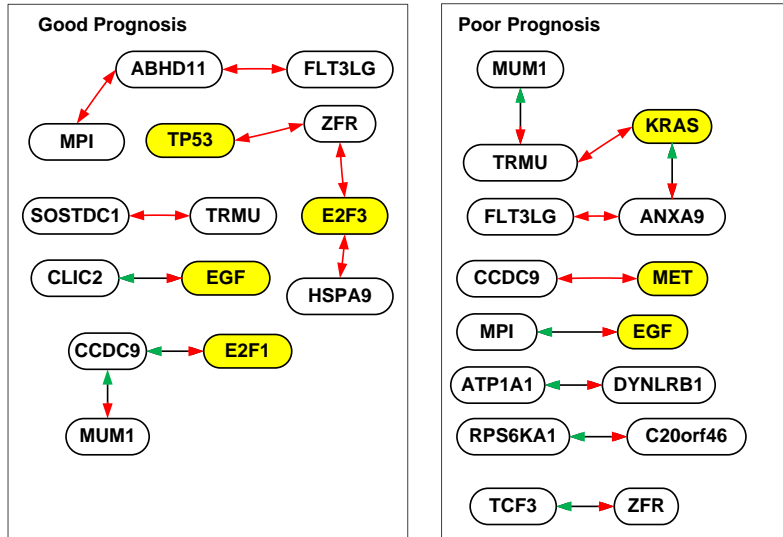 Good Prognosis
ABHD11 FLT3LG
MPI TP53 ZFR
SOSTDC1 TRMU E2F3
CLIC2 EGF
HSPA9
CCDC9 E2F1
MUM1
Poor Prognosis
MUM1
KRAS
TRMU
FLT3LG ANXA9
CCDC9 MET
MPI EGF
ATP1A1 DYNLRB1
RPS6KA1 C20orf46
TCF3 ZFR